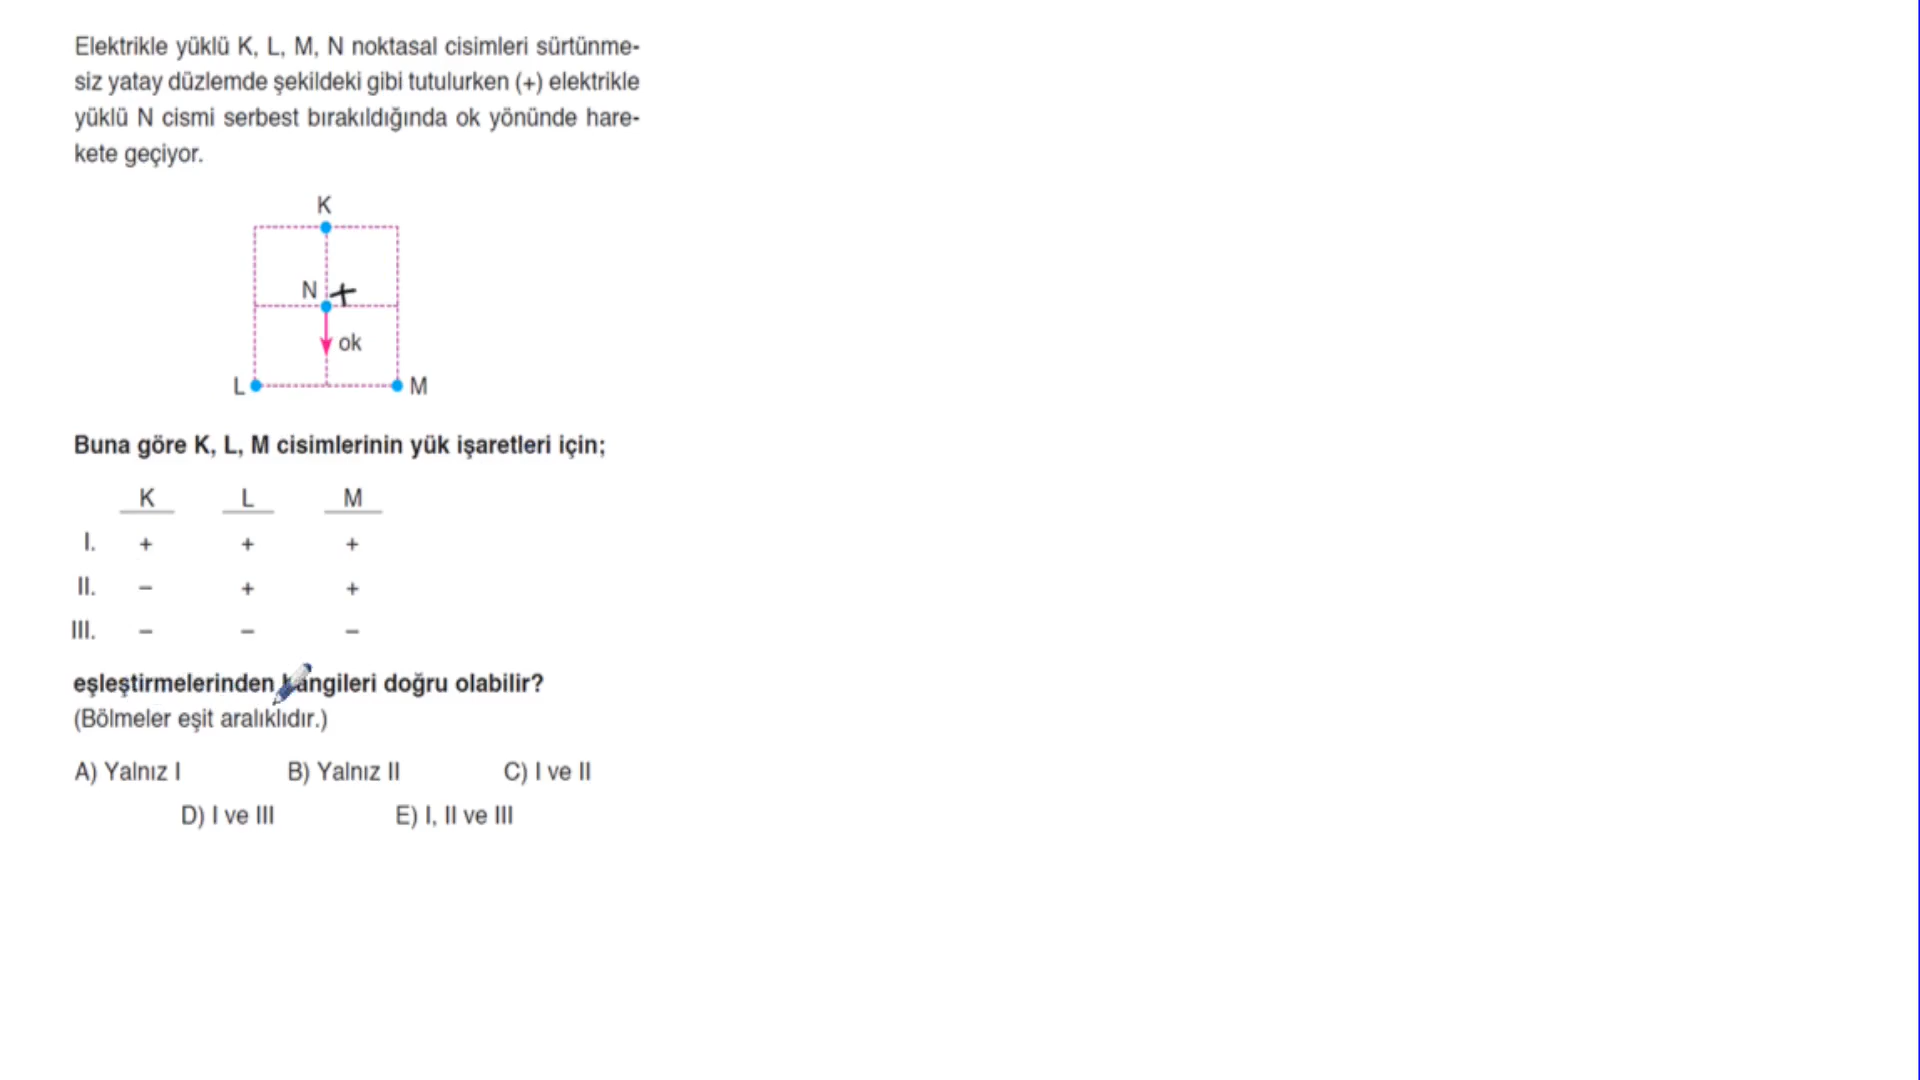 Elektrikle yüklü K, L, M, N noktasal cisimleri sürtünme-
siz yatay düzlemde şekildeki gibi tutulurken (+) elektrikle
yüklü N cismi serbest bırakıldığında ok yönünde hare-
kete geçiyor.
K
N +
ok
L M
Buna göre K, L, M cisimlerinin yük işaretleri için;
K L M
I. + + +
II. – + +
III. – – –
eşleştirmelerinden hangileri doğru olabilir?
(Bölmeler eşit aralıklıdır.)
A) Yalnız I B) Yalnız II C) I ve II
D) I ve III E) I, II ve III